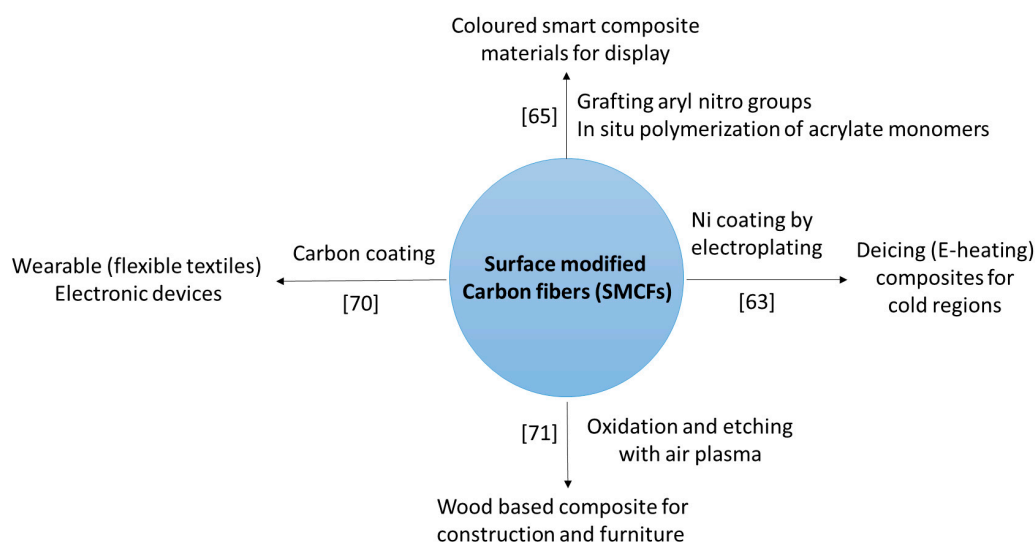 Coloured smart composite
materials for display
[65]
Grafting aryl nitro groups
In situ polymerization of acrylate monomers
Wearable (flexible textiles)
Electronic devices
Carbon coating
[70]
Surface modified
Carbon fibers (SMCFs)
Ni coating by
electroplating
[63]
Deicing (E-heating)
composites for
cold regions
[71]
Oxidation and etching
with air plasma
Wood based composite for
construction and furniture